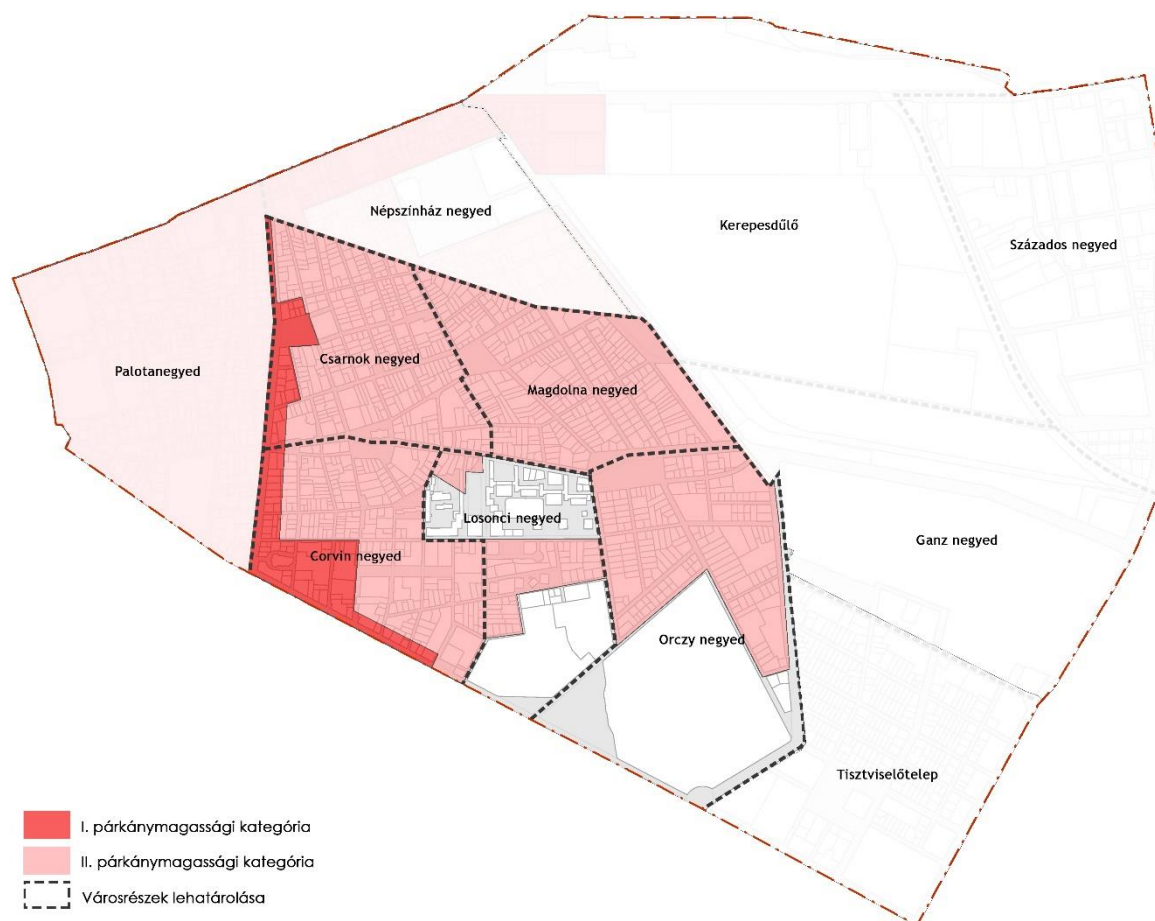 Népszínház negyed
Kerepesdűlő
Százados negyed
Palotanegyed
Csarnok negyed
Magdolna negyed
Losonci negyed
Ganz negyed
Corvin negyed
Orczy negyed
Tisztviselőtelep
I. párkánymagassági kategória
II. párkánymagassági kategória
Városrészek lehatárolása